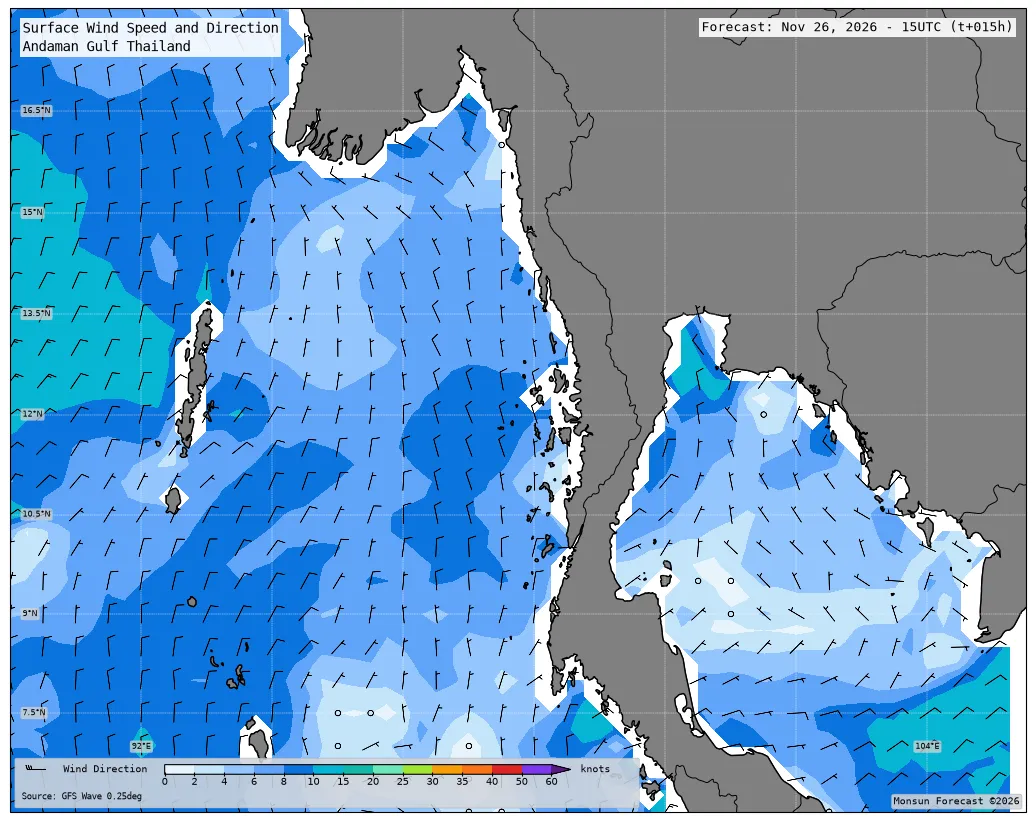 Surface Wind Speed and Direction
Andaman Gulf Thailand
Forecast: Nov 26, 2026 - 15UTC (t+015h)
16.5°N
15°N
13.5°N
12°N
10.5°N
9°N
7.5°N
92°E
104°E
Wind Direction
0 2 4 6 8 10 15 20 25 30 35 40 50 60
knots
Source: GFS Wave 0.25deg
Monsun Forecast ©2026